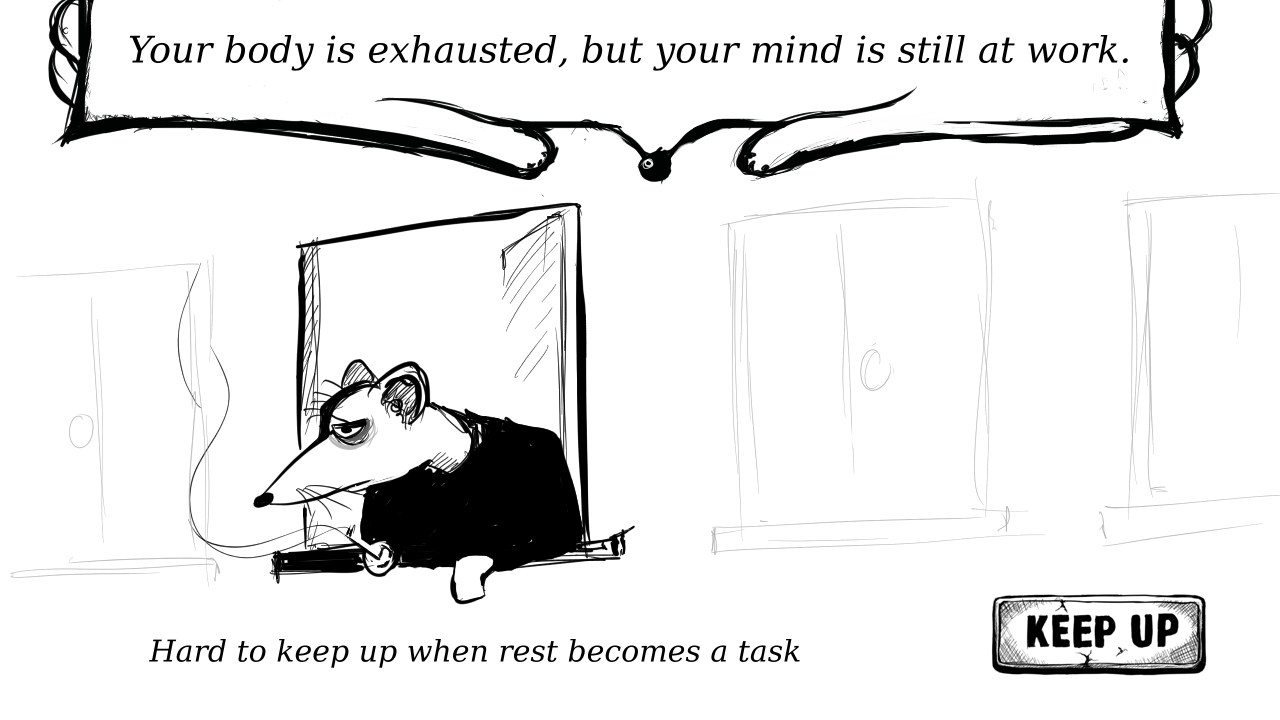 Your body is exhausted, but your mind is still at work.
Hard to keep up when rest becomes a task
KEEP UP